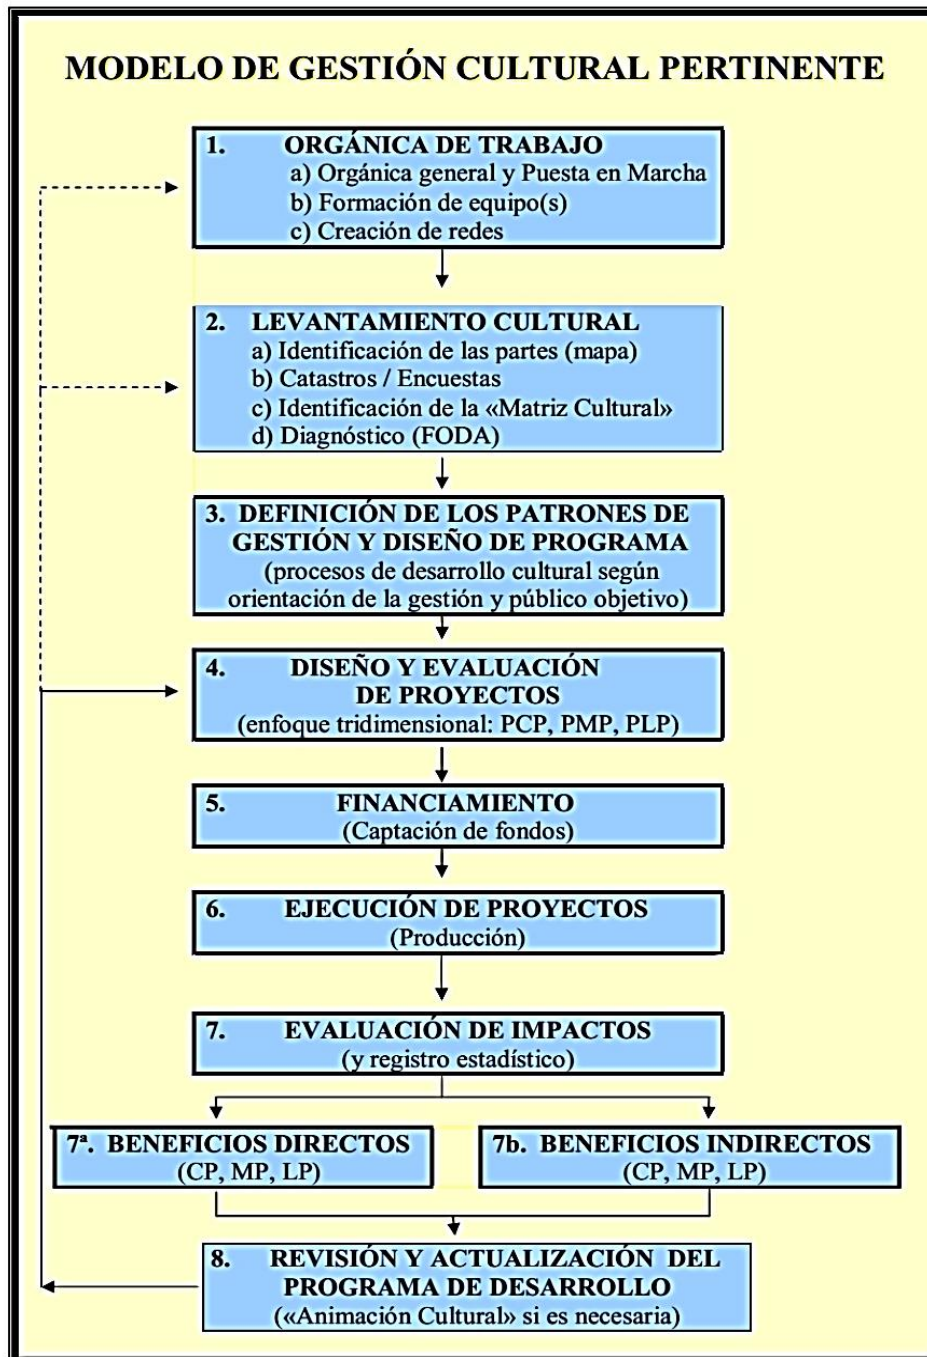 MODELO DE GESTIÓN CULTURAL PERTINENTE
1. ORGÁNICA DE TRABAJO
a) Orgánica general y Puesta en Marcha
b) Formación de equipo(s)
c) Creación de redes
2. LEVANTAMIENTO CULTURAL
a) Identificación de las partes (mapa)
b) Catastros / Encuestas
c) Identificación de la «Matriz Cultural»
d) Diagnóstico (FODA)
3. DEFINICIÓN DE LOS PATRONES DE
GESTIÓN Y DISEÑO DE PROGRAMA
(procesos de desarrollo cultural según
orientación de la gestión y público objetivo)
4. DISEÑO Y EVALUACIÓN
DE PROYECTOS
(enfoque tridimensional: PCP, PMP, PLP)
5. FINANCIAMIENTO
(Captación de fondos)
6. EJECUCIÓN DE PROYECTOS
(Producción)
7. EVALUACIÓN DE IMPACTOS
(y registro estadístico)
7ª. BENEFICIOS DIRECTOS
(CP, MP, LP)
7b. BENEFICIOS INDIRECTOS
(CP, MP, LP)
8. REVISIÓN Y ACTUALIZACIÓN DEL
PROGRAMA DE DESARROLLO
(«Animación Cultural» si es necesaria)